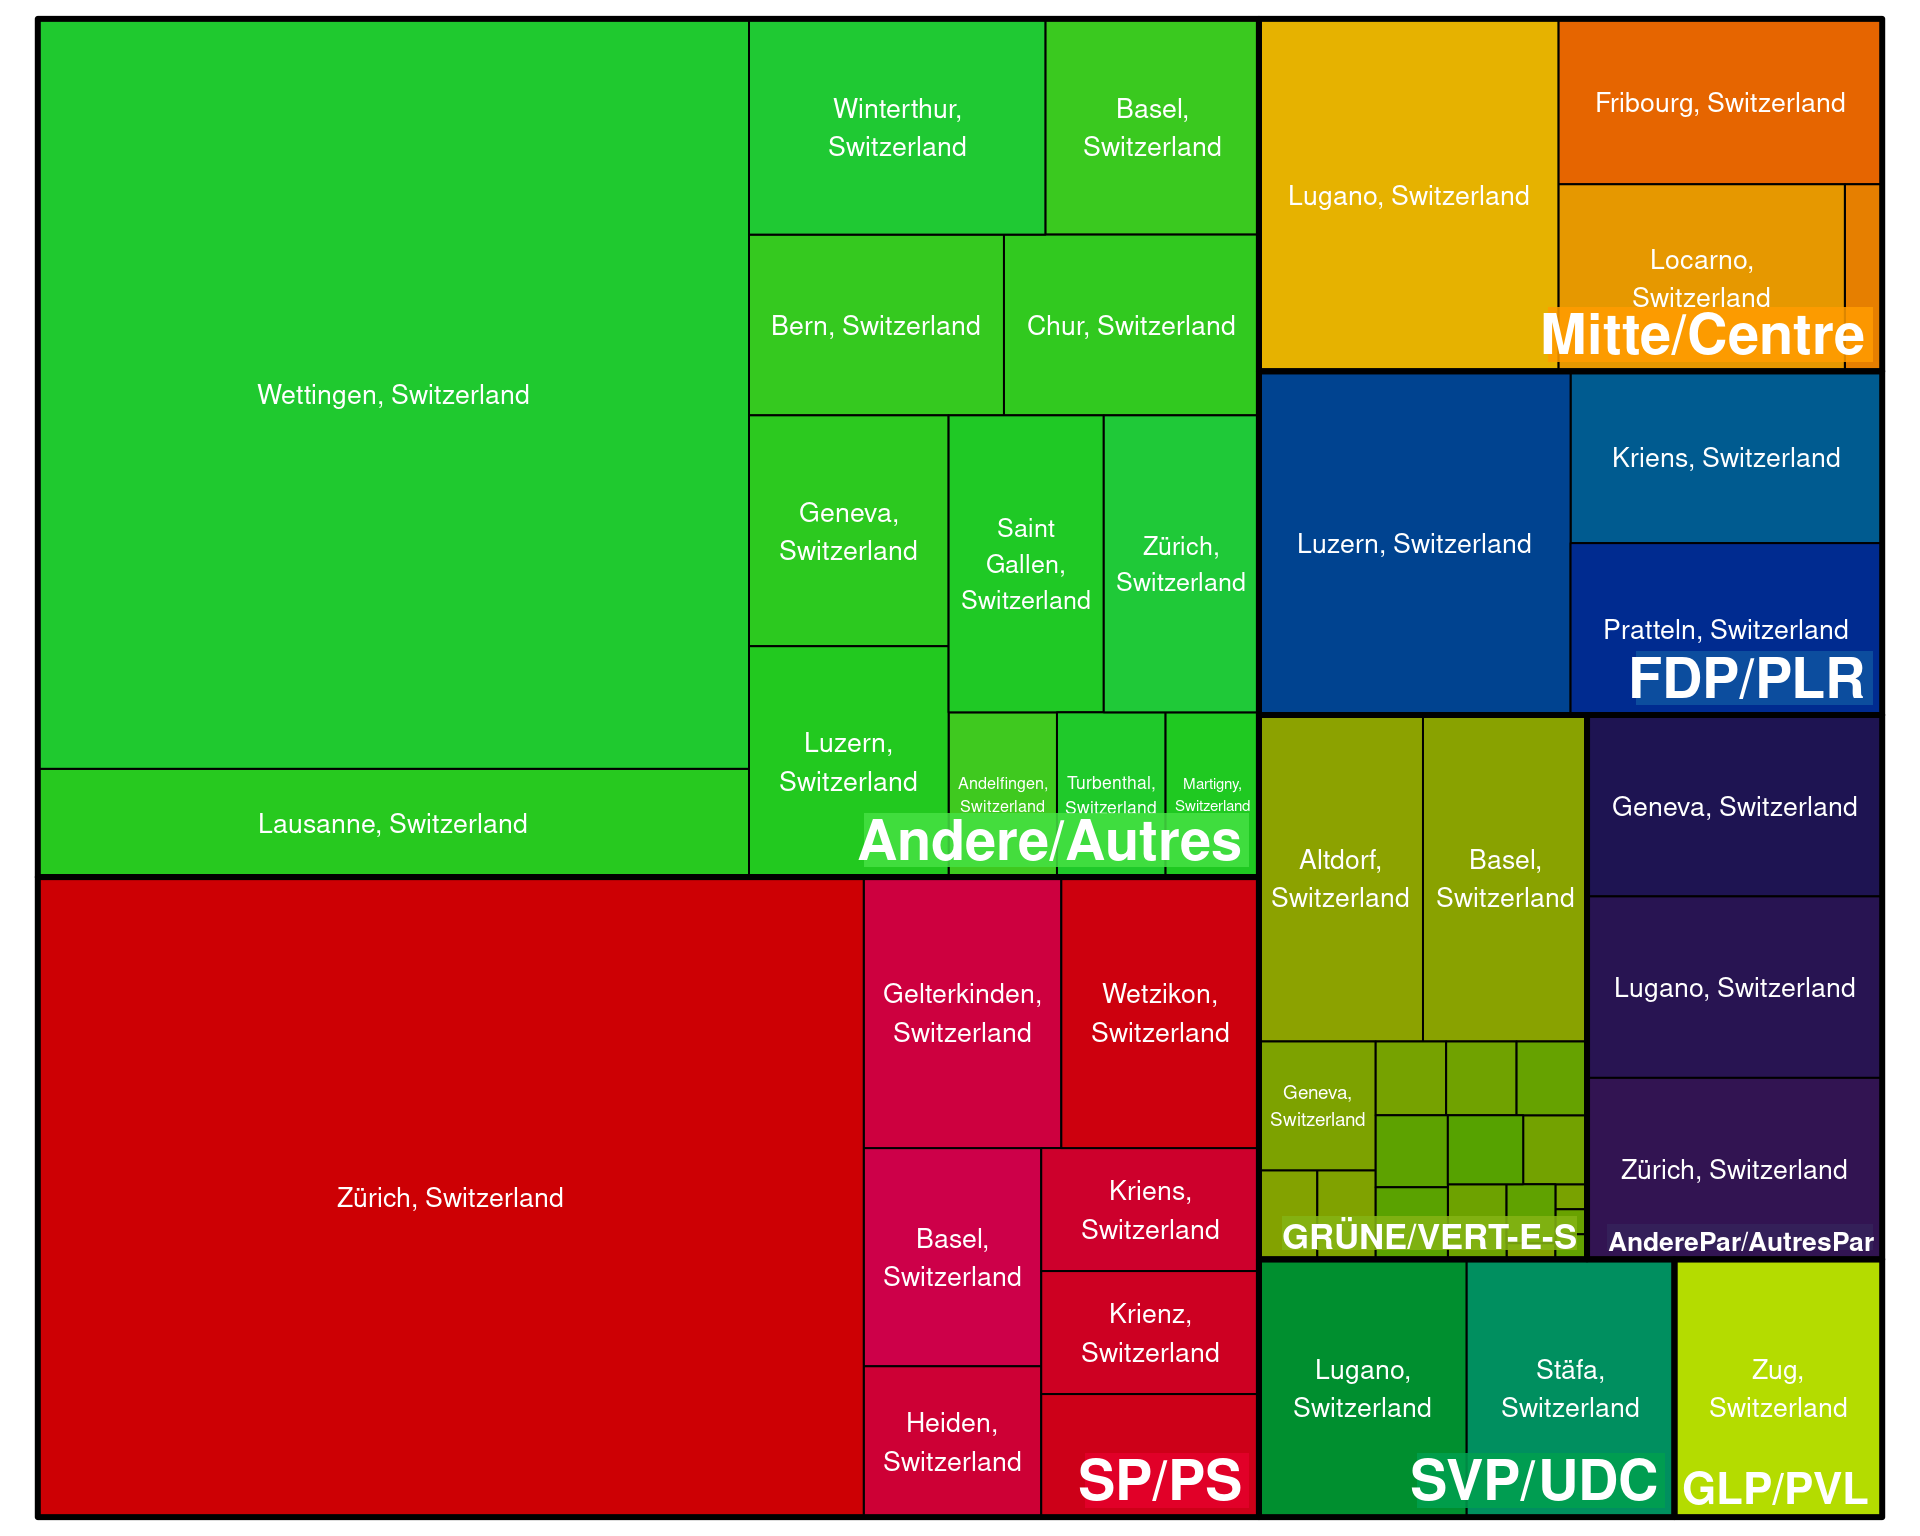 Wettingen, Switzerland
Lausanne, Switzerland
Winterthur,
Switzerland
Basel,
Switzerland
Bern, Switzerland
Chur, Switzerland
Geneva,
Switzerland
Saint
Gallen,
Switzerland
Zürich,
Switzerland
Luzern,
Switzerland
Andelfingen,
Switzerland
Turbenthal,
Switzerland
Martigny,
Switzerland
Andere/Autres
Zürich, Switzerland
Gelterkinden,
Switzerland
Wetzikon,
Switzerland
Basel,
Switzerland
Kriens,
Switzerland
Krienz,
Switzerland
Heiden,
Switzerland
SP/PS
Lugano, Switzerland
Fribourg, Switzerland
Locarno,
Switzerland
Mitte/Centre
Luzern, Switzerland
Kriens, Switzerland
Pratteln, Switzerland
FDP/PLR
Altdorf,
Switzerland
Basel,
Switzerland
Geneva,
Switzerland
GRÜNE/VERT-E-S
Geneva, Switzerland
Lugano, Switzerland
Zürich, Switzerland
AnderePar/AutresPar
Lugano,
Switzerland
Stäfa,
Switzerland
SVP/UDC
Zug,
Switzerland
GLP/PVL